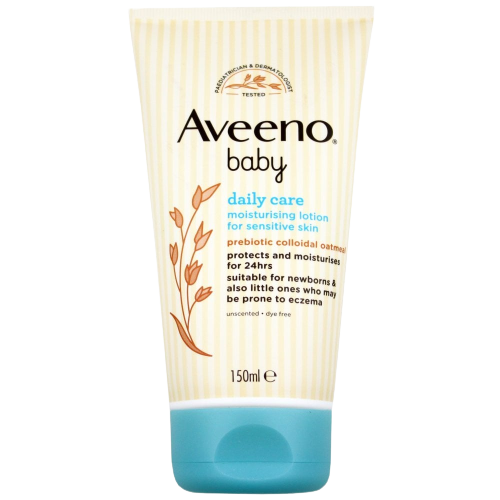 PAEDIATRICIAN & DERMATOLOGIST
TESTED
Aveeno®
baby
daily care
moisturising lotion
for sensitive skin
prebiotic colloidal oatmeal
protects and moisturises
for 24hrs
suitable for newborns &
also little ones who may
be prone to eczema
unscented • dye free
150ml ℮